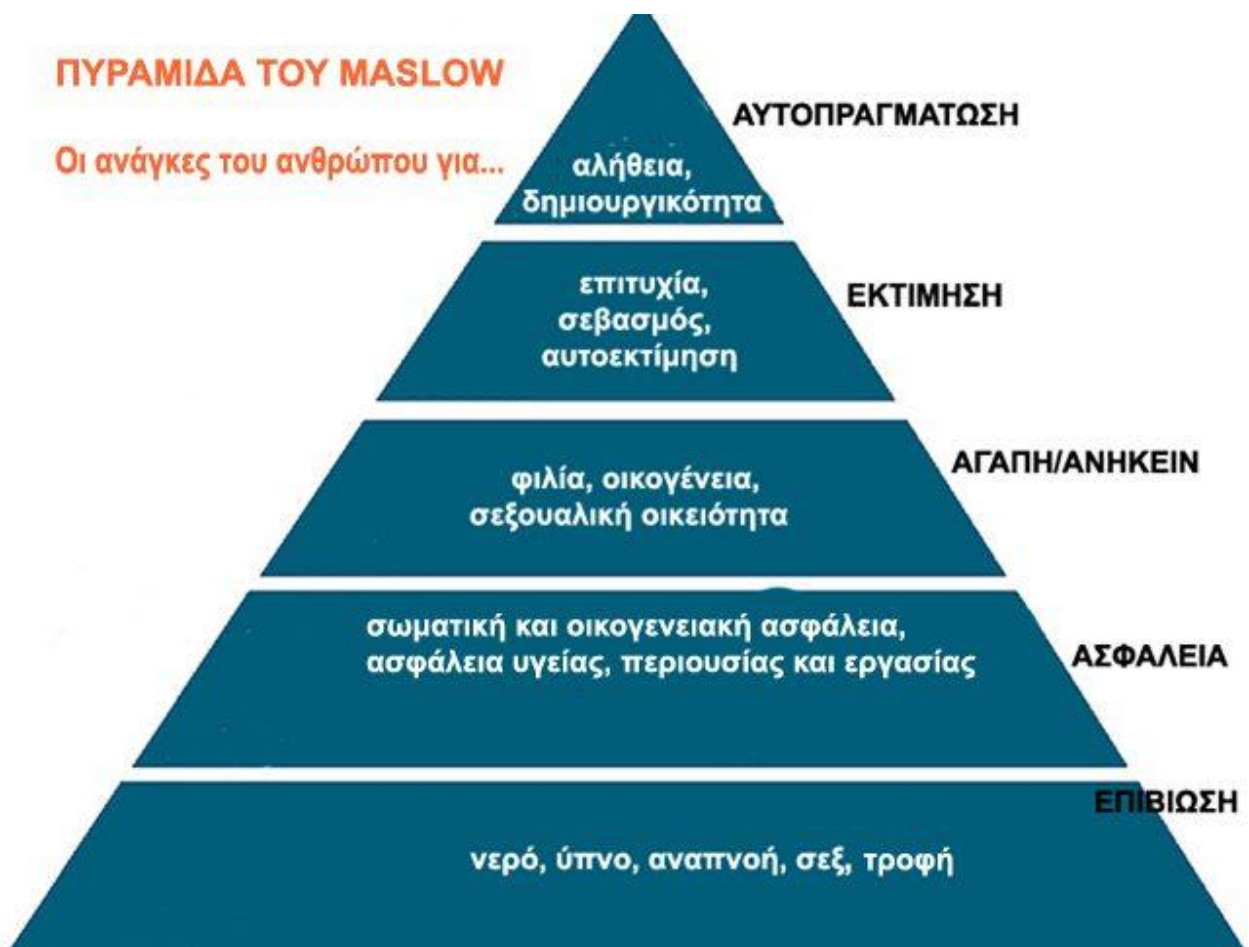 ΠΥΡΑΜΙΔΑ ΤΟΥ MASLOW
Οι ανάγκες του ανθρώπου για...
ΑΥΤΟΠΡΑΓΜΑΤΩΣΗ
αλήθεια,
δημιουργικότητα
ΕΚΤΙΜΗΣΗ
επιτυχία,
σεβασμός,
αυτοεκτίμηση
ΑΓΑΠΗ/ΑΝΗΚΕΙΝ
φιλία, οικογένεια,
σεξουαλική οικειότητα
ΑΣΦΑΛΕΙΑ
σωματική και οικογενειακή ασφάλεια,
ασφάλεια υγείας, περιουσίας και εργασίας
ΕΠΙΒΙΩΣΗ
νερό, ύπνο, αναπνοή, σεξ, τροφή